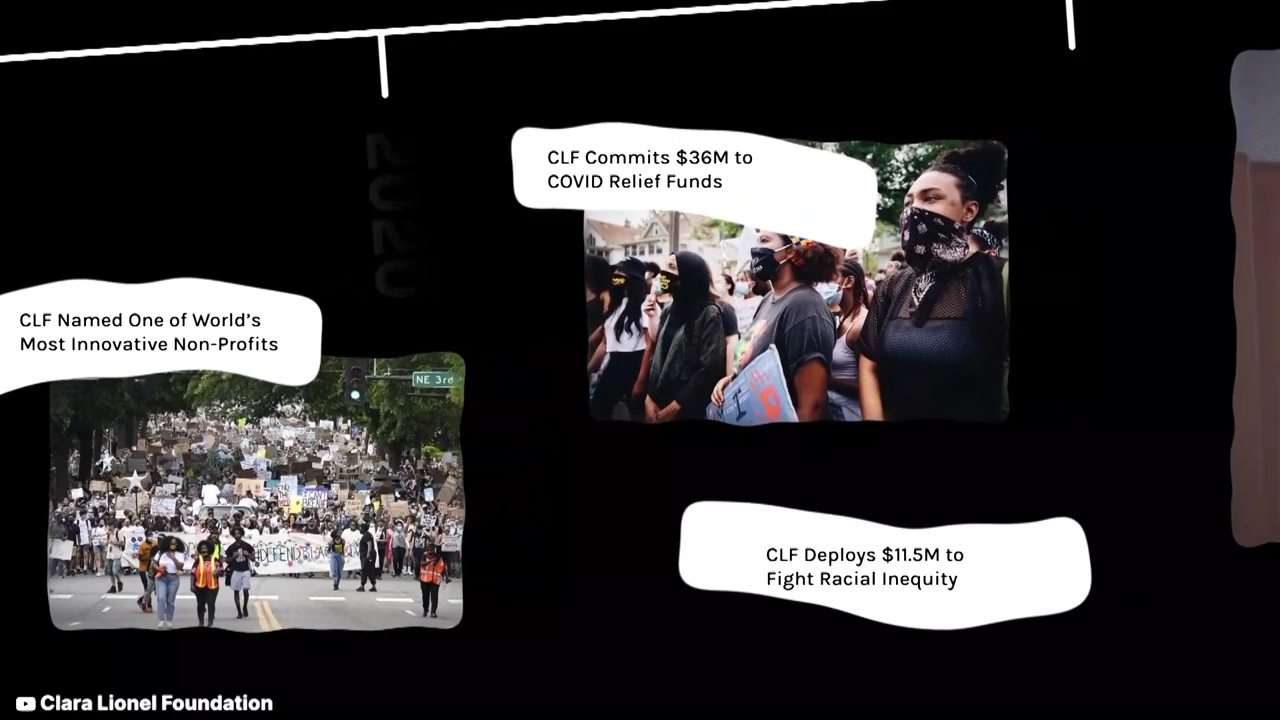 2020
CLF Commits $36M to
COVID Relief Funds
CLF Named One of World's
Most Innovative Non-Profits
NE 3rd
CLF Deploys $11.5M to
Fight Racial Inequity
Clara Lionel Foundation